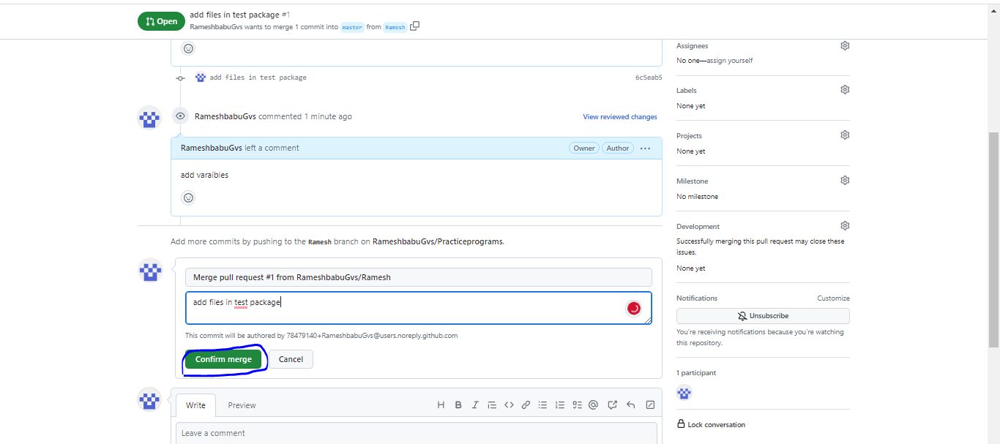 Open
add files in test package #1
RameshbabuGvs wants to merge 1 commit into master from Ramesh
add files in test package 6c5eab5
RameshbabuGvs commented 1 minute ago View reviewed changes
RameshbabuGvs left a comment Owner Author ...
add varaibles
Add more commits by pushing to the Ramesh branch on RameshbabuGvs/Practiceprograms.
Merge pull request #1 from RameshbabuGvs/Ramesh
add files in test package
This commit will be authored by 78479140+RameshbabuGvs@users.noreply.github.com
Confirm merge Cancel
Write Preview
Leave a comment
Assignees
No one—assign yourself
Labels
None yet
Projects
None yet
Milestone
No milestone
Development
Successfully merging this pull request may close these
issues.
None yet
Notifications Customize
Unsubscribe
You're receiving notifications because you're watching
this repository.
1 participant
Lock conversation